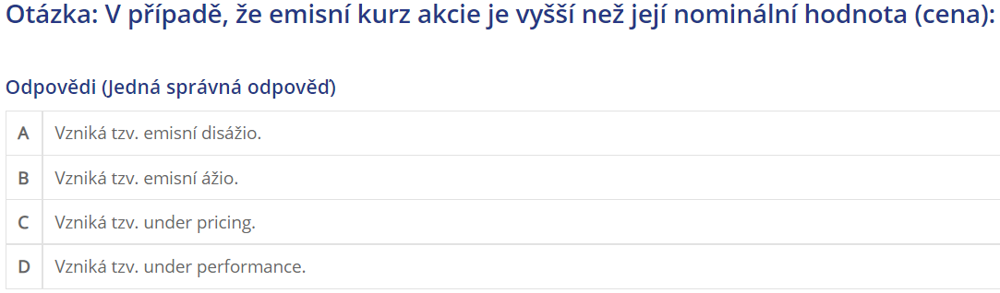 Otázka: V případě, že emisní kurz akcie je vyšší než její nominální hodnota (cena):
Odpovědi (Jedná správná odpověď)
A Vzniká tzv. emisní disážio.
B Vzniká tzv. emisní ážio.
C Vzniká tzv. under pricing.
D Vzniká tzv. under performance.